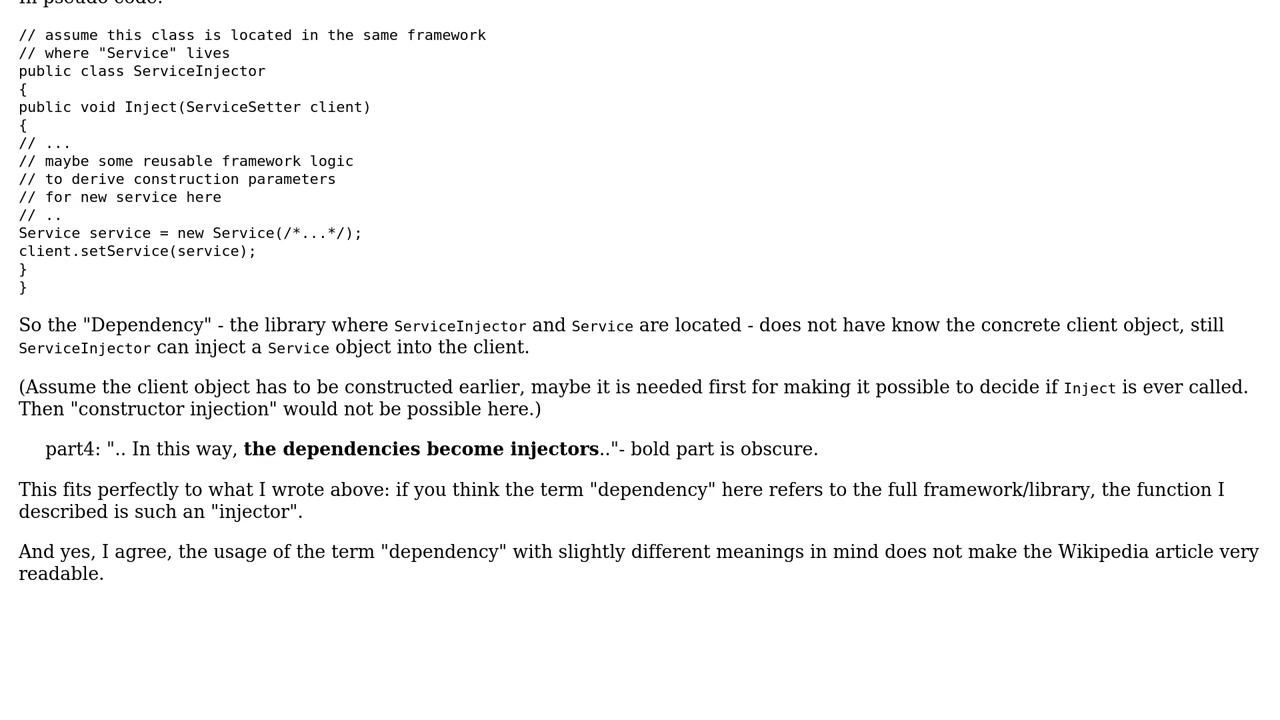 In pseudo code:
// assume this class is located in the same framework
// where "Service" lives
public class ServiceInjector
{
public void Inject(ServiceSetter client)
{
// ...
// maybe some reusable framework logic
// to derive construction parameters
// for new service here
// ..
Service service = new Service(/*...*/);
client.setService(service);
}
}
So the "Dependency" - the library where ServiceInjector and Service are located - does not have know the concrete client object, still
ServiceInjector can inject a Service object into the client.
(Assume the client object has to be constructed earlier, maybe it is needed first for making it possible to decide if Inject is ever called.
Then "constructor injection" would not be possible here.)
part4: ".. In this way, the dependencies become injectors.."- bold part is obscure.
This fits perfectly to what I wrote above: if you think the term "dependency" here refers to the full framework/library, the function I
described is such an "injector".
And yes, I agree, the usage of the term "dependency" with slightly different meanings in mind does not make the Wikipedia article very
readable.